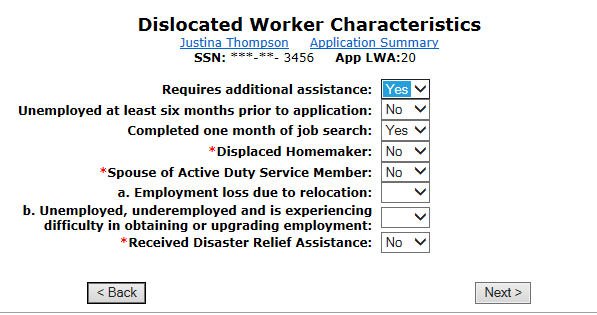 Dislocated Worker Characteristics
Justina Thompson Application Summary
SSN: ***-**- 3456 App LWA:20
Requires additional assistance: Yes
Unemployed at least six months prior to application: No
Completed one month of job search: Yes
*Displaced Homemaker: No
*Spouse of Active Duty Service Member: No
a. Employment loss due to relocation:
b. Unemployed, underemployed and is experiencing
difficulty in obtaining or upgrading employment:
*Received Disaster Relief Assistance: No
< Back Next >